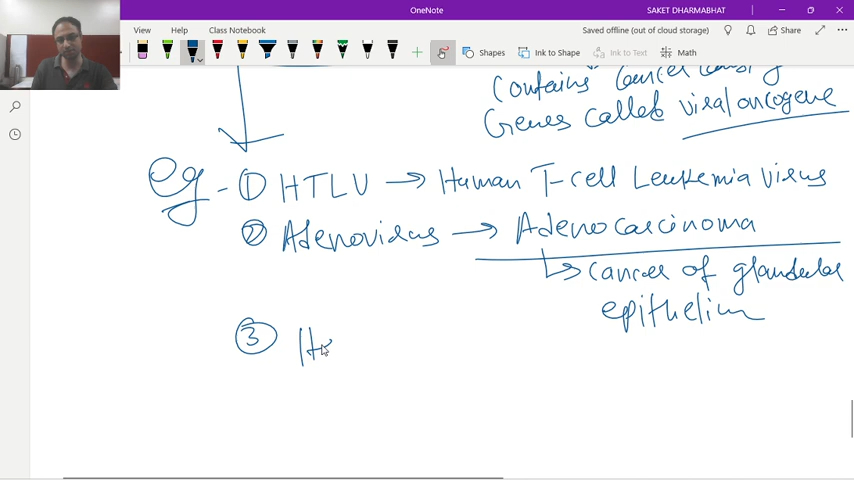 OneNote
SAKET DHARMABHAT
View Help Class Notebook
Saved offline (out of cloud storage) Share
Shapes Ink to Shape Ink to Text Math
Contains Cancer causing
Genes called viral oncogene
eg - ① HTLV → Human T-cell Leukemia virus
② Adenovirus → Adenocarcinoma
↳ cancer of glandular
epithelium
③ He